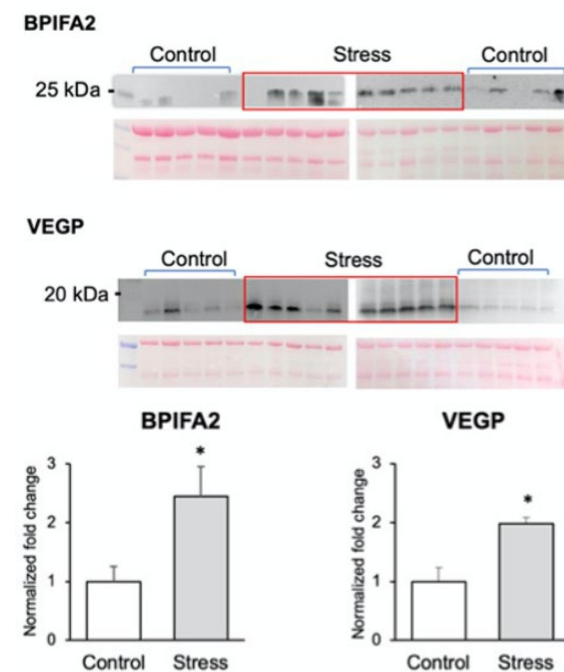 BPIFA2
Control Stress Control
25 kDa
VEGP
Control Stress Control
20 kDa
BPIFA2
Normalized fold change
3
2
1
0
*
Control Stress
VEGP
Normalized fold change
3
2
1
0
*
Control Stress